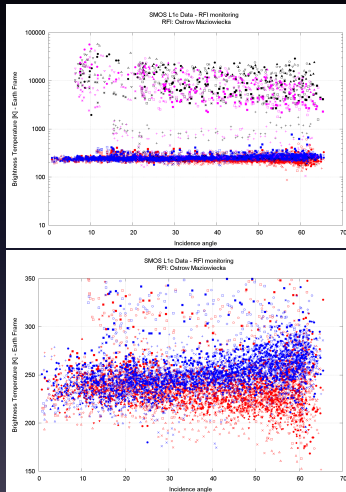 SMOS L1c Data - RFI monitoring
RFI: Ostrow Maziowiecka
Brightness Temperature [K] - Earth Frame
100000
10000
1000
100
10
0 10 20 30 40 50 60 70
Incidence angle
SMOS L1c Data - RFI monitoring
RFI: Ostrow Maziowiecka
Brightness Temperature [K] - Earth Frame
350
300
250
200
150
0 10 20 30 40 50 60 70
Incidence angle